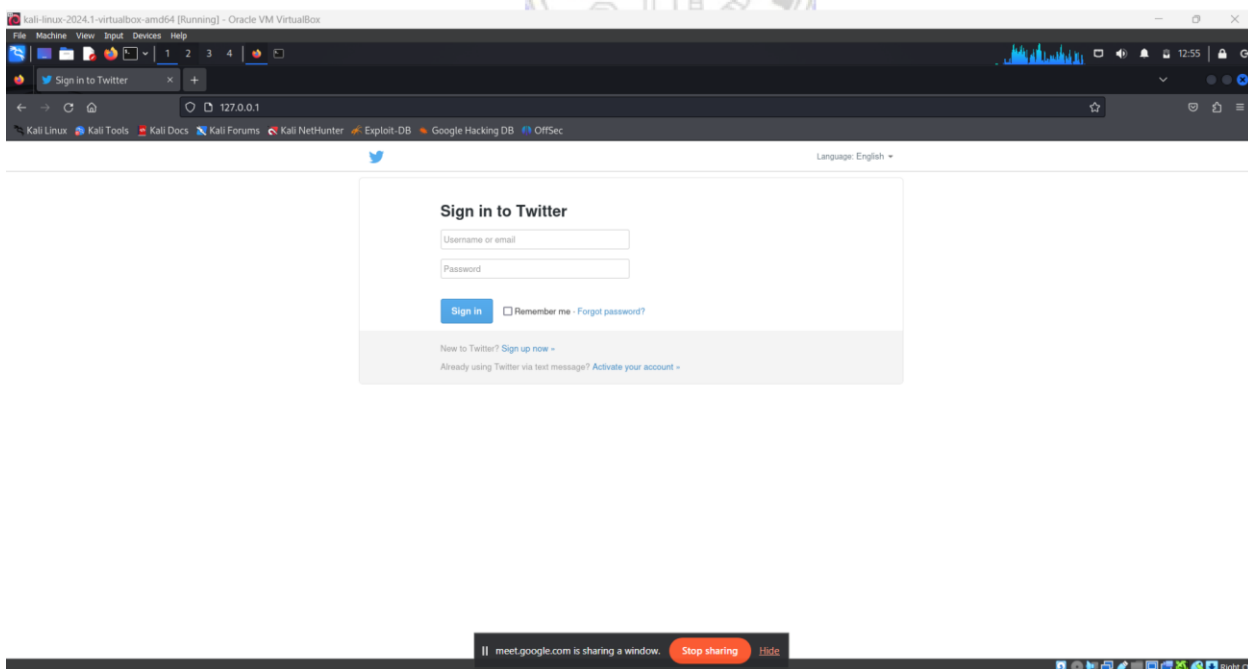 kali-linux-2024.1-virtualbox-amd64 [Running] - Oracle VM VirtualBox
File Machine View Input Devices Help
1 2 3 4 12:55
Sign in to Twitter
127.0.0.1
Kali Linux Kali Tools Kali Docs Kali Forums Kali NetHunter Exploit-DB Google Hacking DB OffSec
Language: English
Sign in to Twitter
Username or email
Password
Sign in Remember me · Forgot password?
New to Twitter? Sign up now »
Already using Twitter via text message? Activate your account »
meet.google.com is sharing a window. Stop sharing Hide
Right